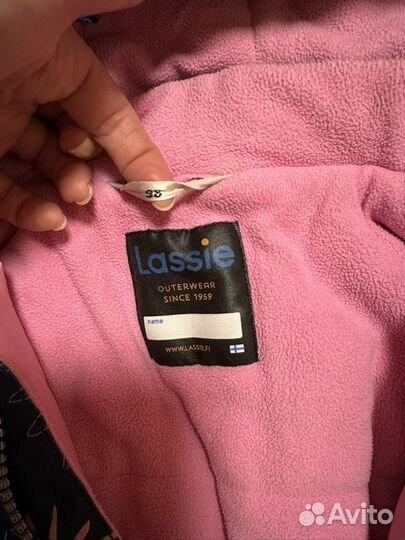 98
Lassie
OUTERWEAR
SINCE 1959
name
WWW.LASSIE.FI
Avito